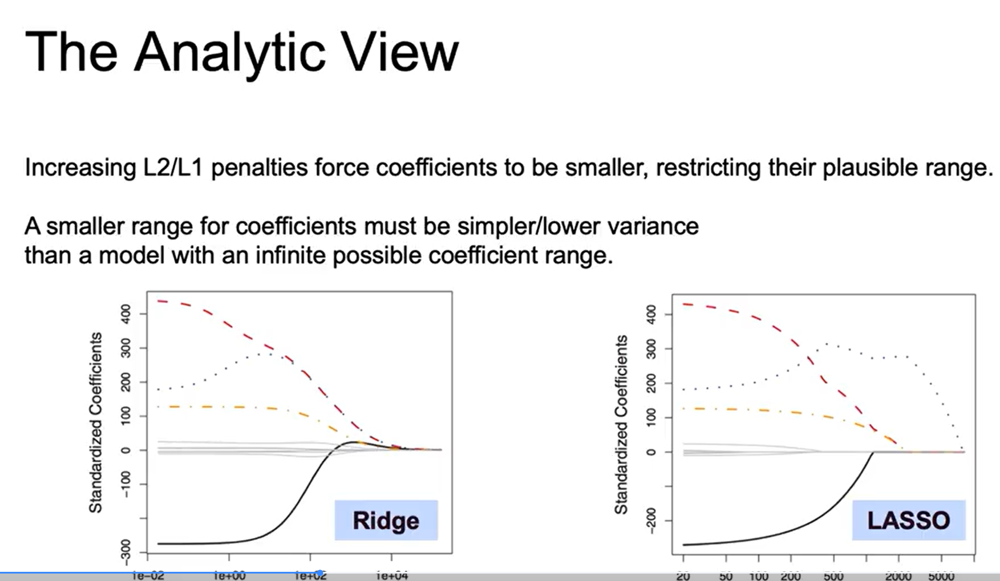 The Analytic View
Increasing L2/L1 penalties force coefficients to be smaller, restricting their plausible range.
A smaller range for coefficients must be simpler/lower variance
than a model with an infinite possible coefficient range.
Standardized Coefficients
400
300
200
100
0
−100
−300
Ridge
1e−02 1e+00 1e+02 1e+04
Standardized Coefficients
400
300
200
100
0
−200
LASSO
20 50 100 200 500 2000 5000